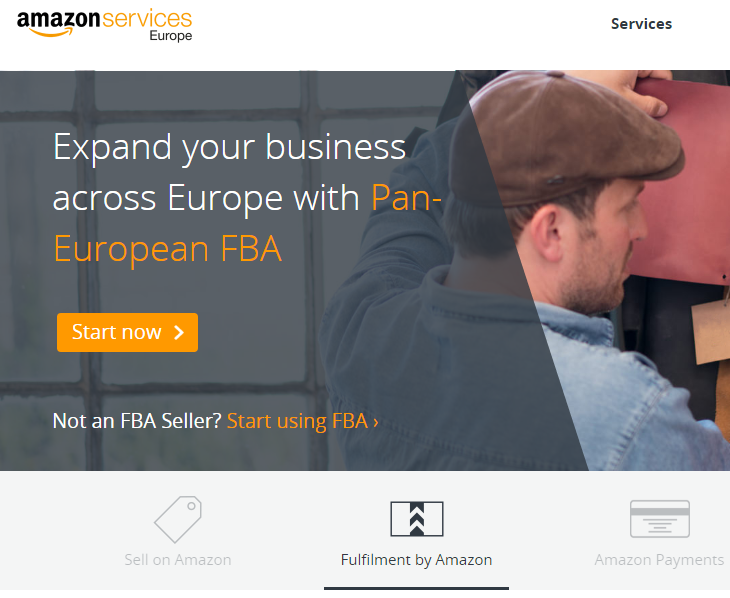 amazonservices
Europe
Services
Expand your business
across Europe with Pan-
European FBA
Start now
Not an FBA Seller? Start using FBA ›
Sell on Amazon
Fulfilment by Amazon
Amazon Payments